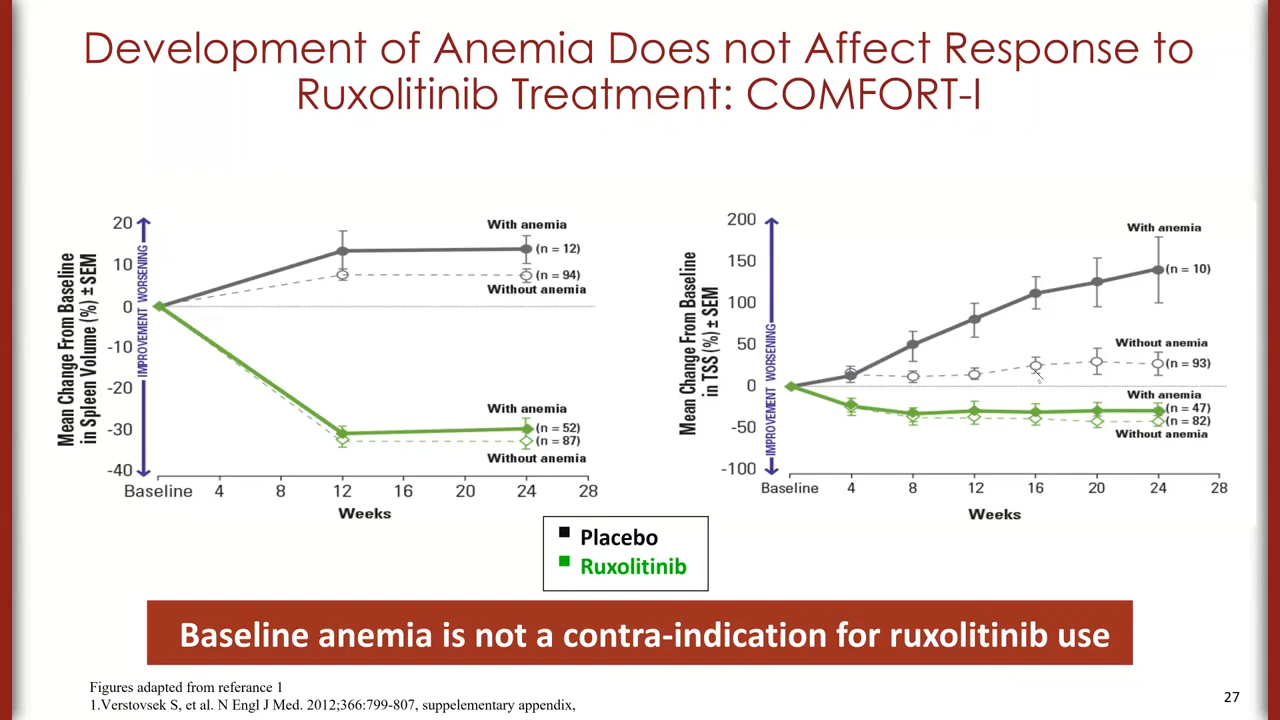 Development of Anemia Does not Affect Response to
Ruxolitinib Treatment: COMFORT-I
Mean Change From Baseline
in Spleen Volume (%) ± SEM
IMPROVEMENT WORSENING
20
10
0
-10
-20
-30
-40
With anemia
(n = 12)
(n = 94)
Without anemia
With anemia
(n = 52)
(n = 87)
Without anemia
Baseline 4 8 12 16 20 24 28
Weeks
Mean Change From Baseline
in TSS (%) ± SEM
IMPROVEMENT WORSENING
200
150
100
50
0
-50
-100
With anemia
(n = 10)
Without anemia
(n = 93)
With anemia
(n = 47)
(n = 82)
Without anemia
Baseline 4 8 12 16 20 24 28
Weeks
Placebo
Ruxolitinib
Baseline anemia is not a contra-indication for ruxolitinib use
Figures adapted from referance 1
1.Verstovsek S, et al. N Engl J Med. 2012;366:799-807, suppelementary appendix,
27